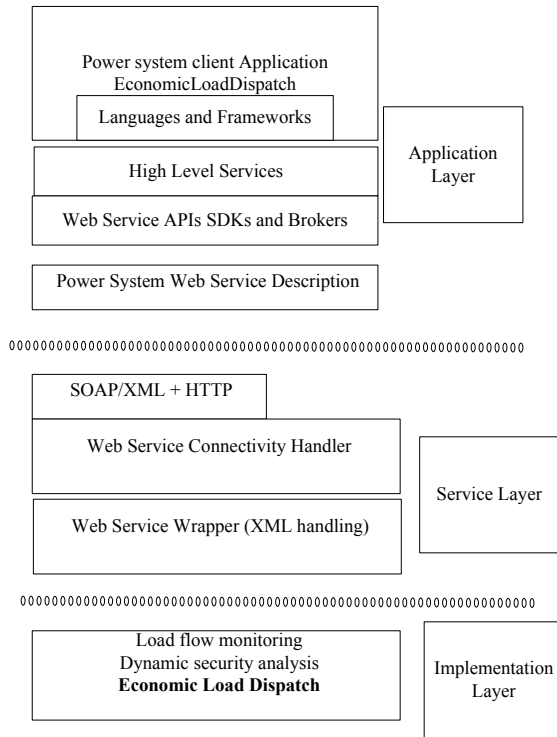 Power system client Application
EconomicLoadDispatch
Languages and Frameworks
High Level Services
Web Service APIs SDKs and Brokers
Power System Web Service Description
Application
Layer
SOAP/XML + HTTP
Web Service Connectivity Handler
Web Service Wrapper (XML handling)
Service Layer
Load flow monitoring
Dynamic security analysis
Economic Load Dispatch
Implementation
Layer